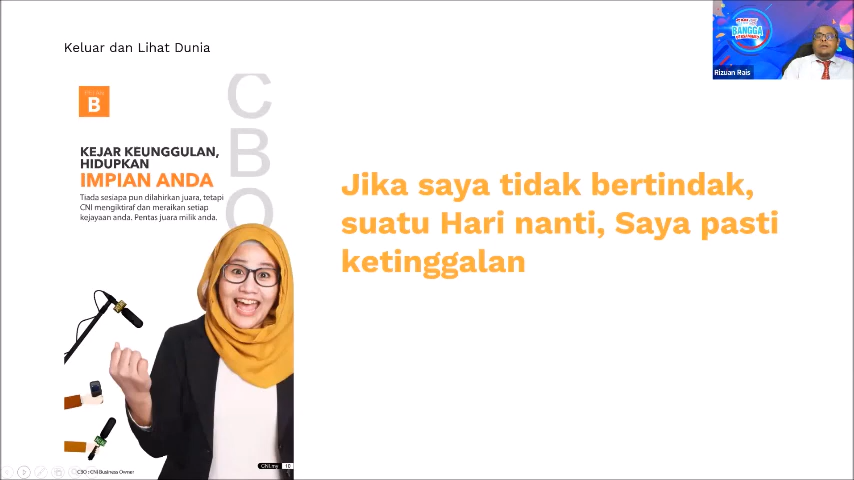 Keluar dan Lihat Dunia
B
CBO
KEJAR KEUNGGULAN,
HIDUPKAN
IMPIAN ANDA
Tiada sesiapa pun dilahirkan juara, tetapi
CNI mengiktiraf dan meraikan setiap
kejayaan anda. Pentas juara milik anda.
Jika saya tidak bertindak,
suatu Hari nanti, Saya pasti
ketinggalan
CBO : CNI Business Owner
CNI.my 10
BANGGA
Rizuan Rais